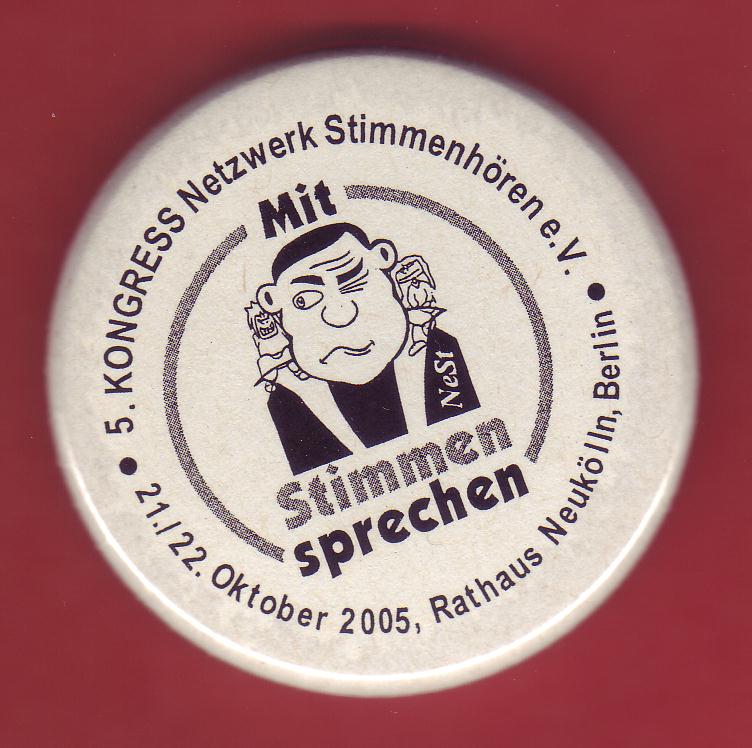 • 5. KONGRESS Netzwerk Stimmenhören e.V. •
21./22. Oktober 2005, Rathaus Neukölln, Berlin
Mit
NeSt
Stimmen
sprechen